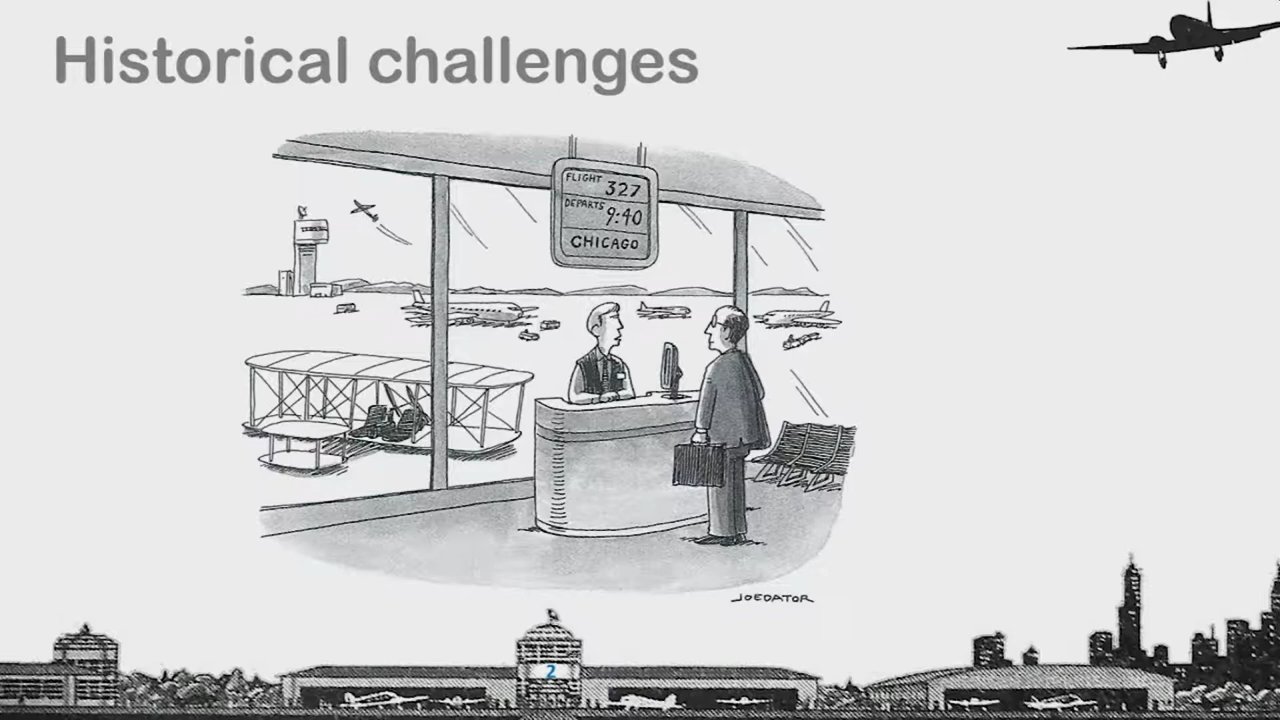 Historical challenges
FLIGHT 327
DEPARTS 9:40
CHICAGO
JOEDATOR
2